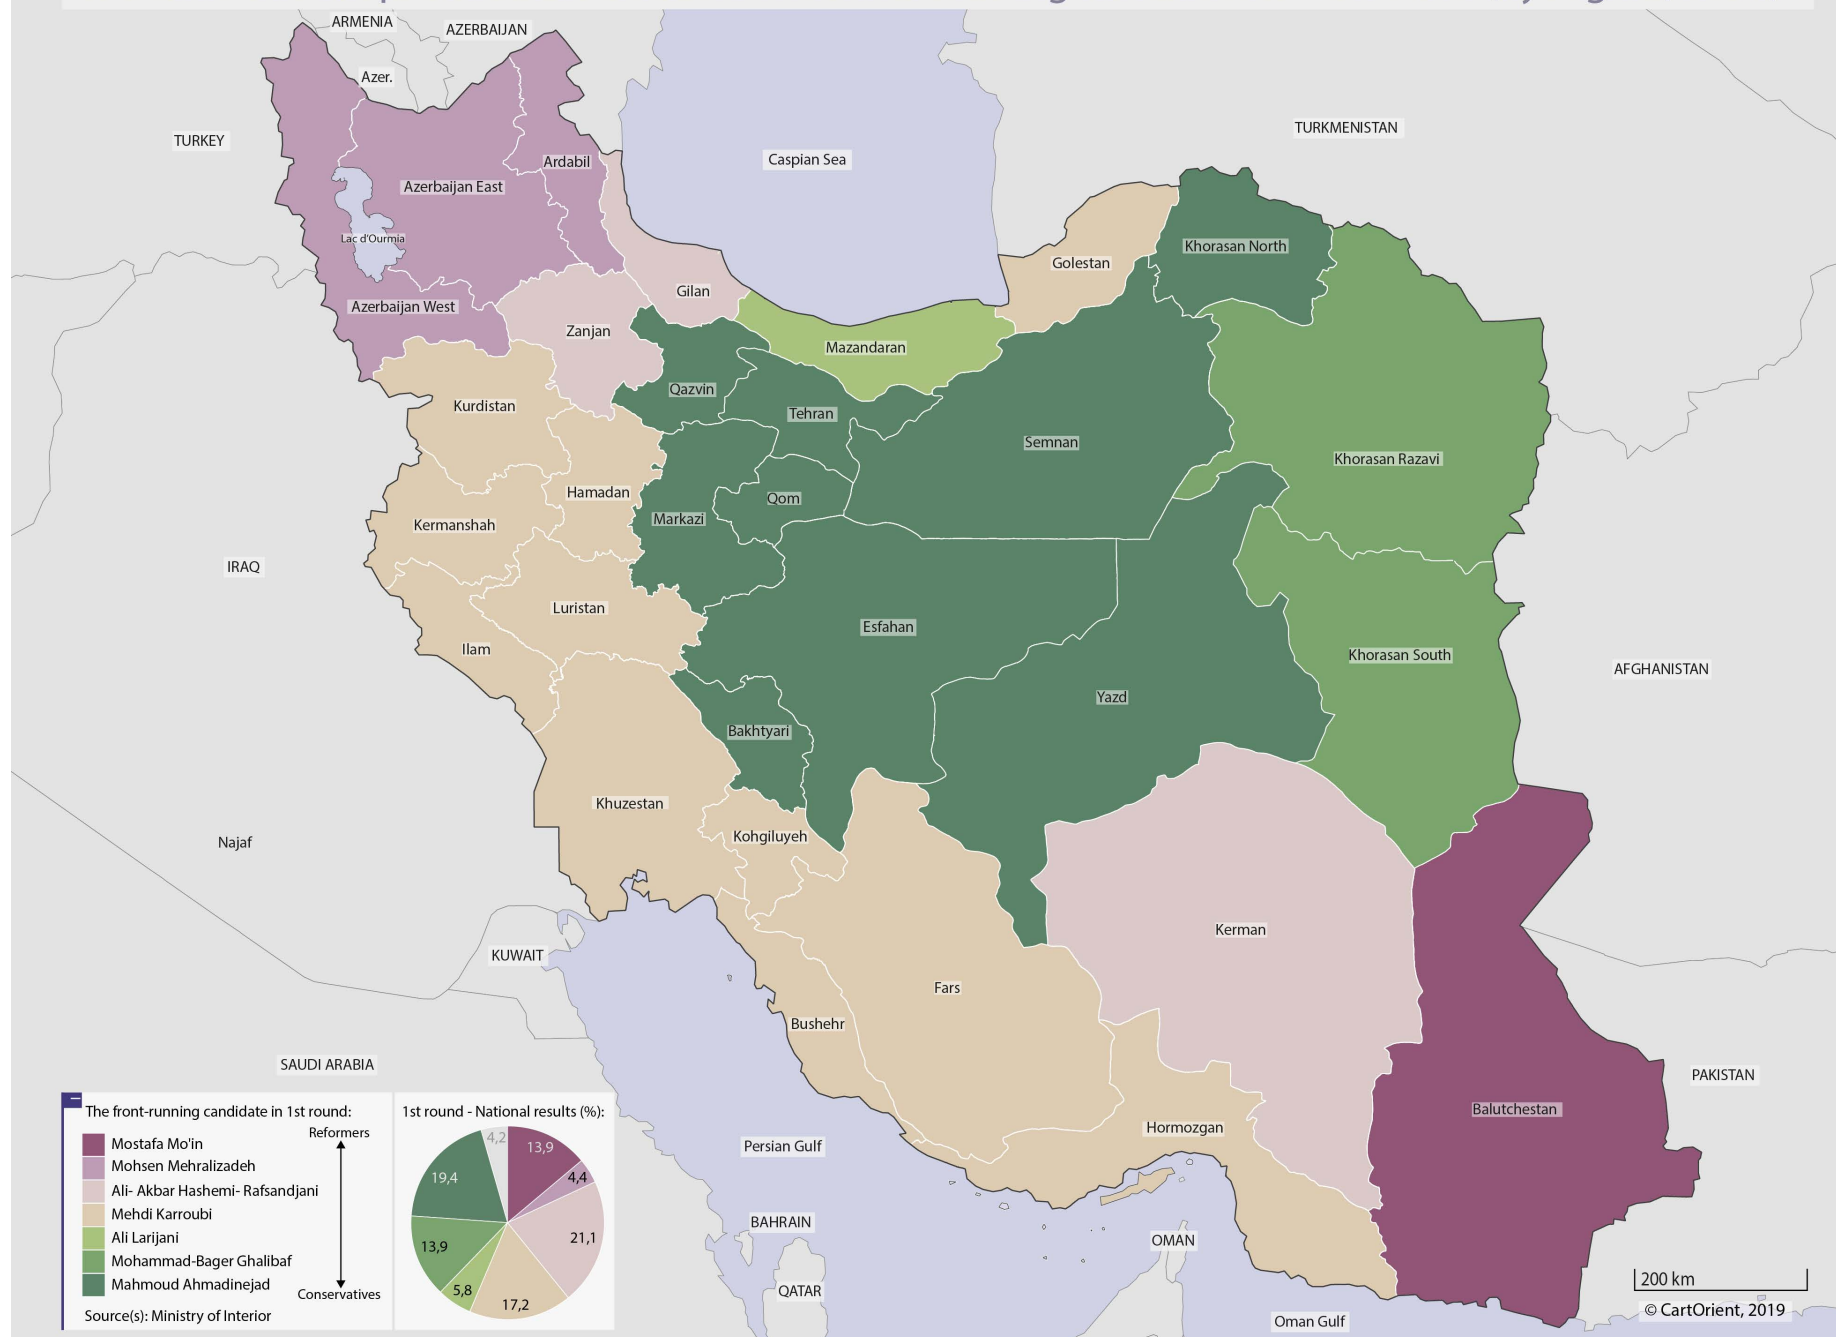 ARMENIA
AZERBAIJAN
Azer.
TURKEY
TURKMENISTAN
Caspian Sea
Ardabil
Azerbaijan East
Lac d'Ourmia
Khorasan North
Golestan
Gilan
Azerbaijan West
Zanjan
Mazandaran
Qazvin
Kurdistan
Tehran
Semnan
Khorasan Razavi
Hamadan
Qom
Markazi
Kermanshah
IRAQ
Luristan
Esfahan
Ilam
Khorasan South
AFGHANISTAN
Yazd
Bakhtyari
Khuzestan
Kohgiluyeh
Najaf
Kerman
KUWAIT
Fars
Bushehr
SAUDI ARABIA
PAKISTAN
Balutchestan
Hormozgan
Persian Gulf
BAHRAIN
OMAN
QATAR
Oman Gulf
The front-running candidate in 1st round:
Reformers
Mostafa Mo'in
Mohsen Mehralizadeh
Ali- Akbar Hashemi- Rafsandjani
Mehdi Karroubi
Ali Larijani
Mohammad-Bager Ghalibaf
Mahmoud Ahmadinejad
Conservatives
Source(s): Ministry of Interior
1st round - National results (%):
4,2
13,9
4,4
21,1
17,2
5,8
13,9
19,4
200 km
© CartOrient, 2019